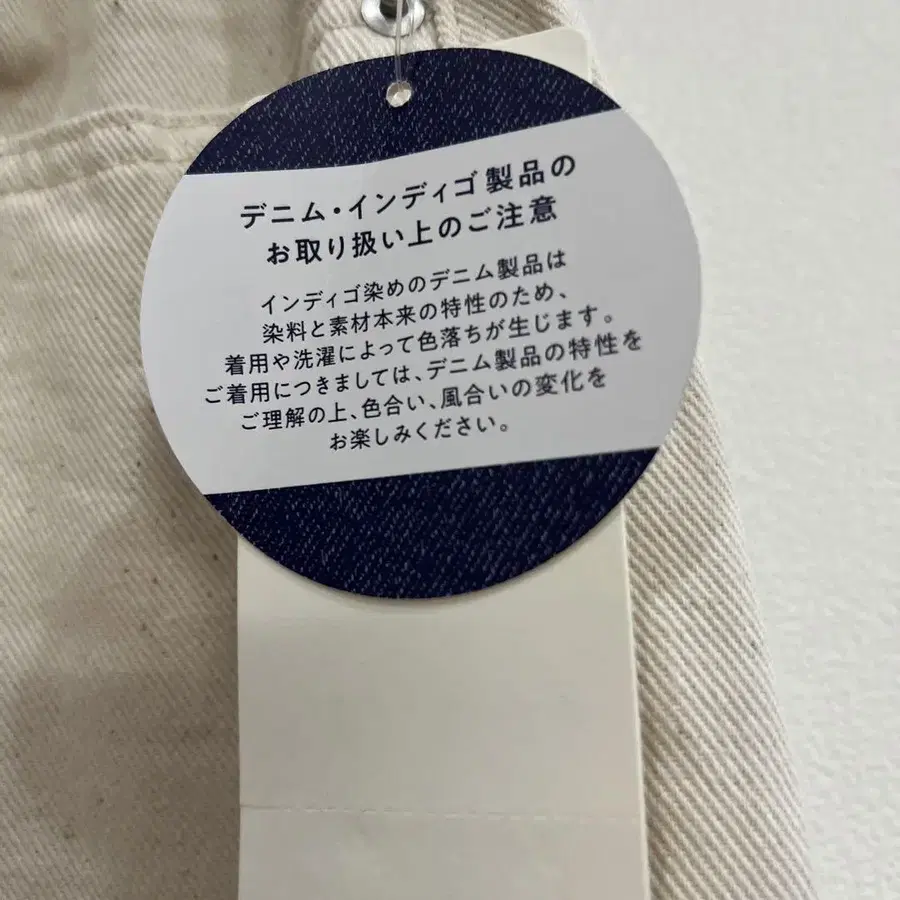 デニム・インディゴ製品の
お取り扱い上のご注意
インディゴ染めのデニム製品は
染料と素材本来の特性のため、
着用や洗濯によって色落ちが生じます。
ご着用につきましては、デニム製品の特性を
ご理解の上、色合い、風合いの変化を
お楽しみください。